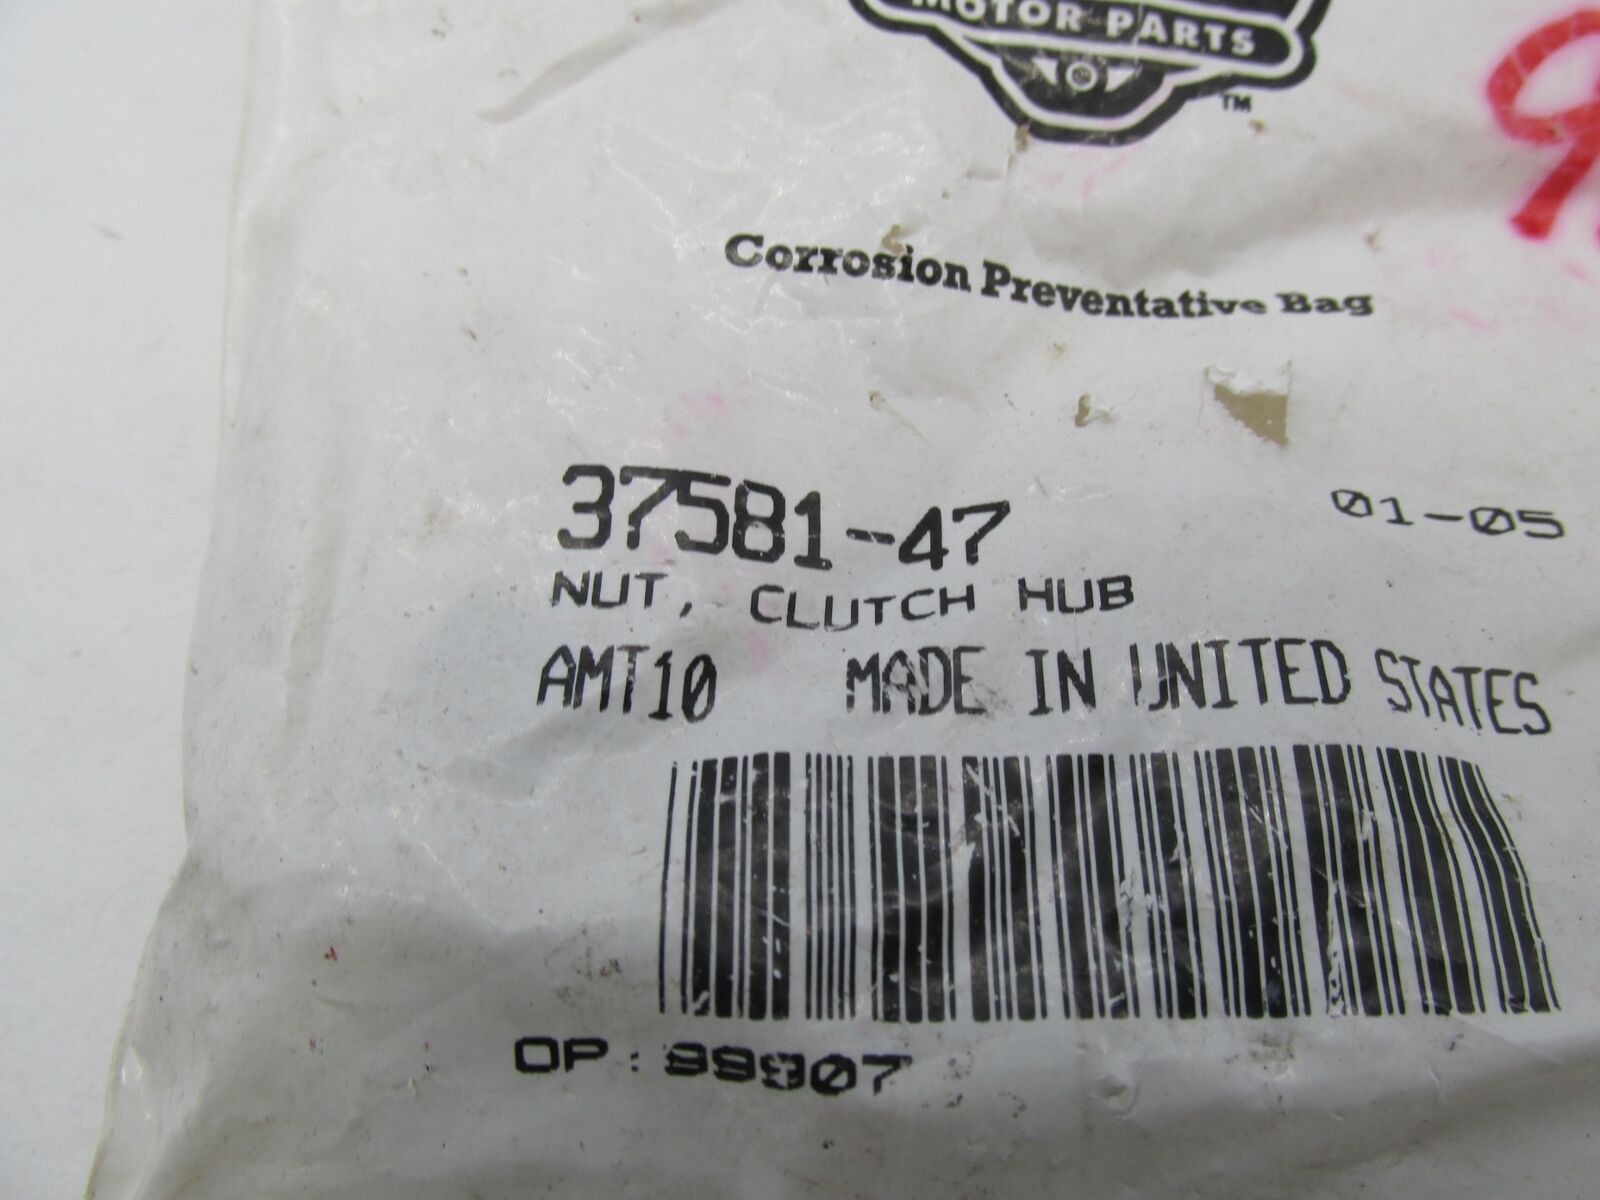 MOTOR PARTS
TM
Corrosion Preventative Bag
37581-47
01-05
NUT, CLUTCH HUB
AMT10 MADE IN UNITED STATES
OP: